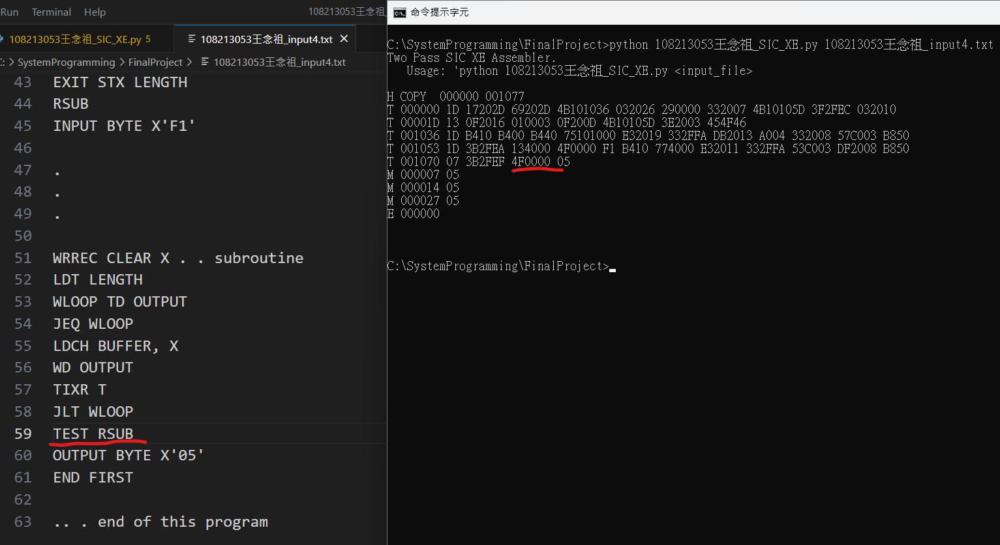 Run Terminal Help 108213053王念祖_
108213053王念祖_SIC_XE.py 5 108213053王念祖_input4.txt ×
C: > SystemProgramming > FinalProject > 108213053王念祖_input4.txt
43 EXIT STX LENGTH
44 RSUB
45 INPUT BYTE X'F1'
46
47 .
48 .
49 .
50
51 WRREC CLEAR X . . subroutine
52 LDT LENGTH
53 WLOOP TD OUTPUT
54 JEQ WLOOP
55 LDCH BUFFER, X
56 WD OUTPUT
57 TIXR T
58 JLT WLOOP
59 TEST RSUB
60 OUTPUT BYTE X'05'
61 END FIRST
62
63 .. . end of this program
命令提示字元
C:\SystemProgramming\FinalProject>python 108213053王念祖_SIC_XE.py 108213053王念祖_input4.txt
Two Pass SIC XE Assembler.
Usage: 'python 108213053王念祖_SIC_XE.py <input_file>
H COPY 000000 001077
T 000000 1D 17202D 69202D 4B101036 032026 290000 332007 4B10105D 3F2FEC 032010
T 00001D 13 0F2016 010003 0F200D 4B10105D 3E2003 454F46
T 001036 1D B410 B400 B440 75101000 E32019 332FFA DB2013 A004 332008 57C003 B850
T 001053 1D 3B2FEA 134000 4F0000 F1 B410 774000 E32011 332FFA 53C003 DF2008 B850
T 001070 07 3B2FEF 4F0000 05
M 000007 05
M 000014 05
M 000027 05
E 000000
C:\SystemProgramming\FinalProject>